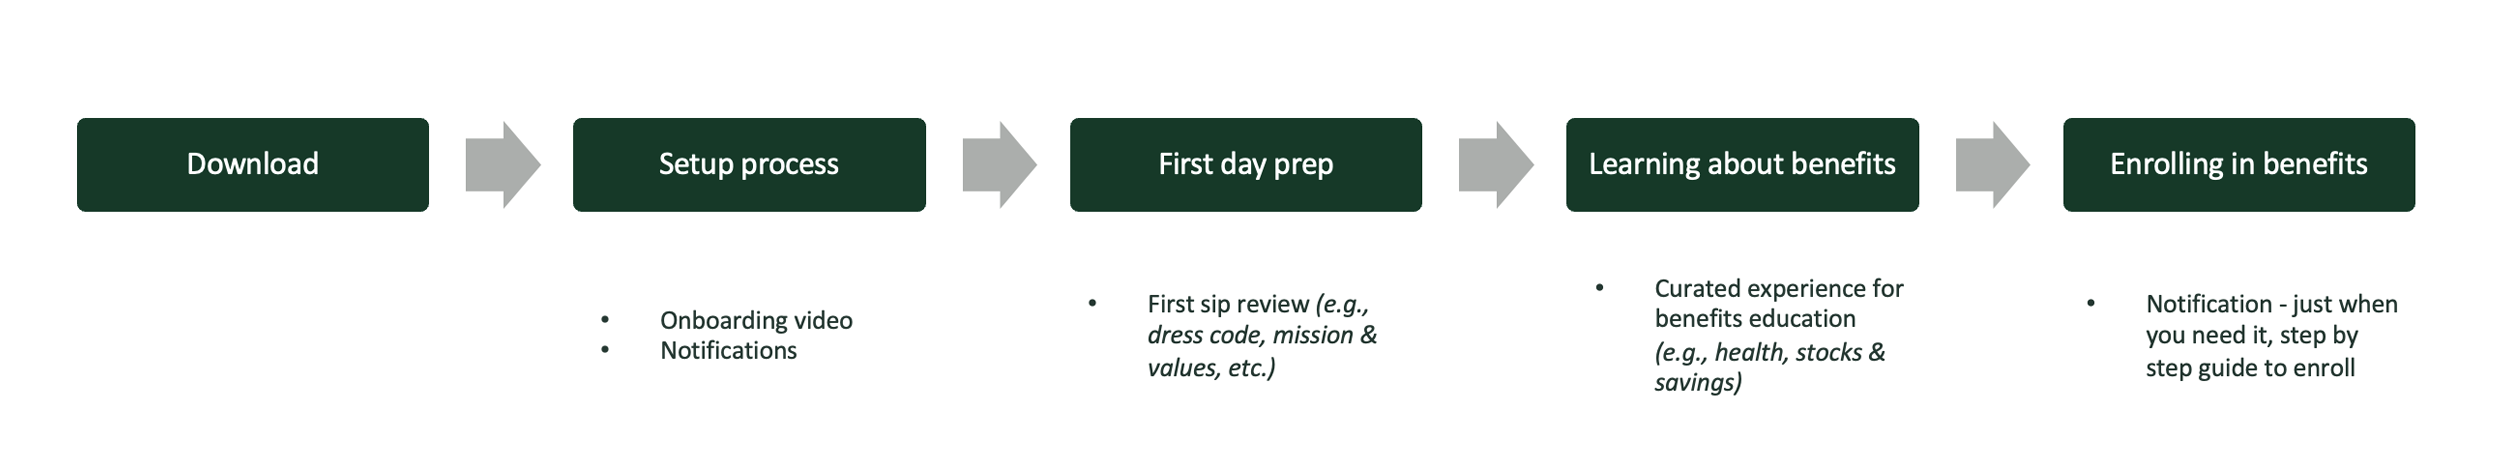 Download
Setup process
First day prep
Learning about benefits
Enrolling in benefits
• Onboarding video
• Notifications
• First sip review (e.g.,
dress code, mission &
values, etc.)
• Curated experience for
benefits education
(e.g., health, stocks &
savings)
• Notification - just when
you need it, step by
step guide to enroll